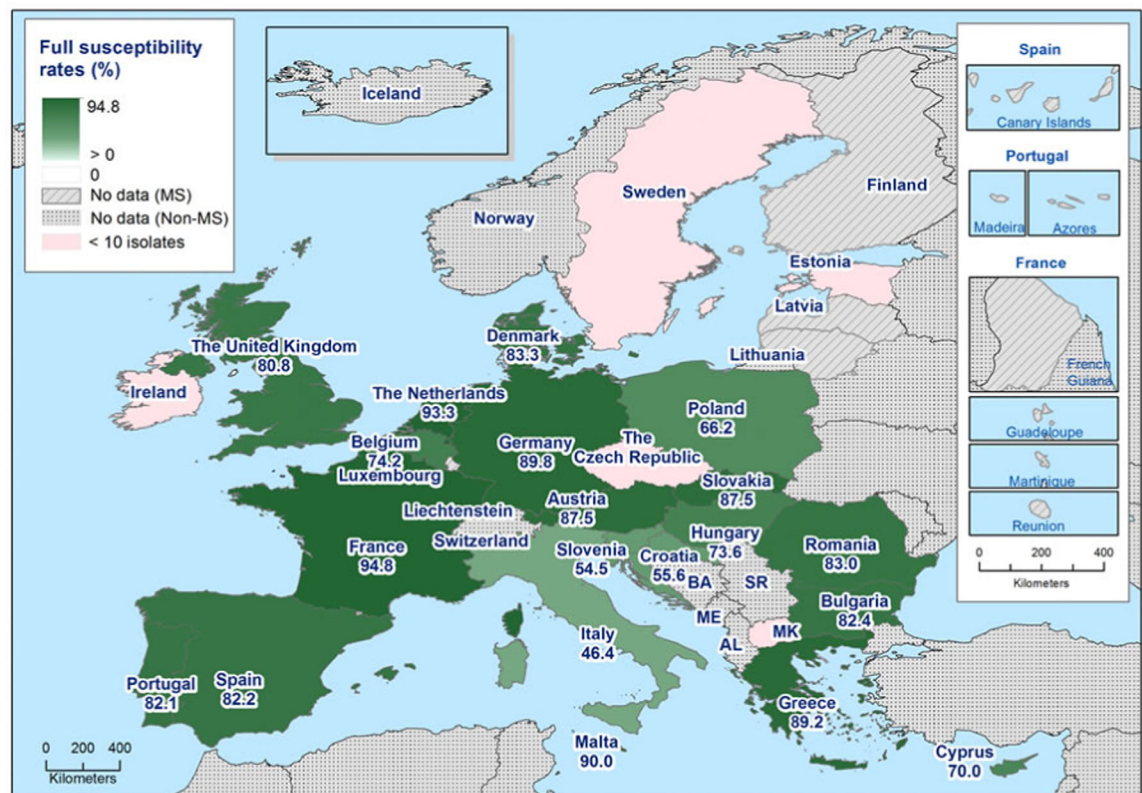 Full susceptibility
rates (%)
94.8
> 0
0
No data (MS)
No data (Non-MS)
< 10 isolates
Iceland
Spain
Canary Islands
Portugal
Madeira
Azores
France
French
Guiana
Guadeloupe
Martinique
Reunion
0 200 400
Kilometers
Norway
Sweden
Finland
Estonia
Latvia
Lithuania
The United Kingdom
80.8
Ireland
Denmark
83.3
The Netherlands
93.3
Belgium
74.2
Luxembourg
Germany
89.8
Poland
66.2
The
Czech Republic
Slovakia
87.5
Austria
87.5
Liechtenstein
Switzerland
France
94.8
Slovenia
54.5
Croatia
55.6
Hungary
73.6
Romania
83.0
BA
SR
Bulgaria
82.4
ME
MK
AL
Italy
46.4
Portugal
82.1
Spain
82.2
Greece
89.2
Malta
90.0
Cyprus
70.0
0 200 400
Kilometers